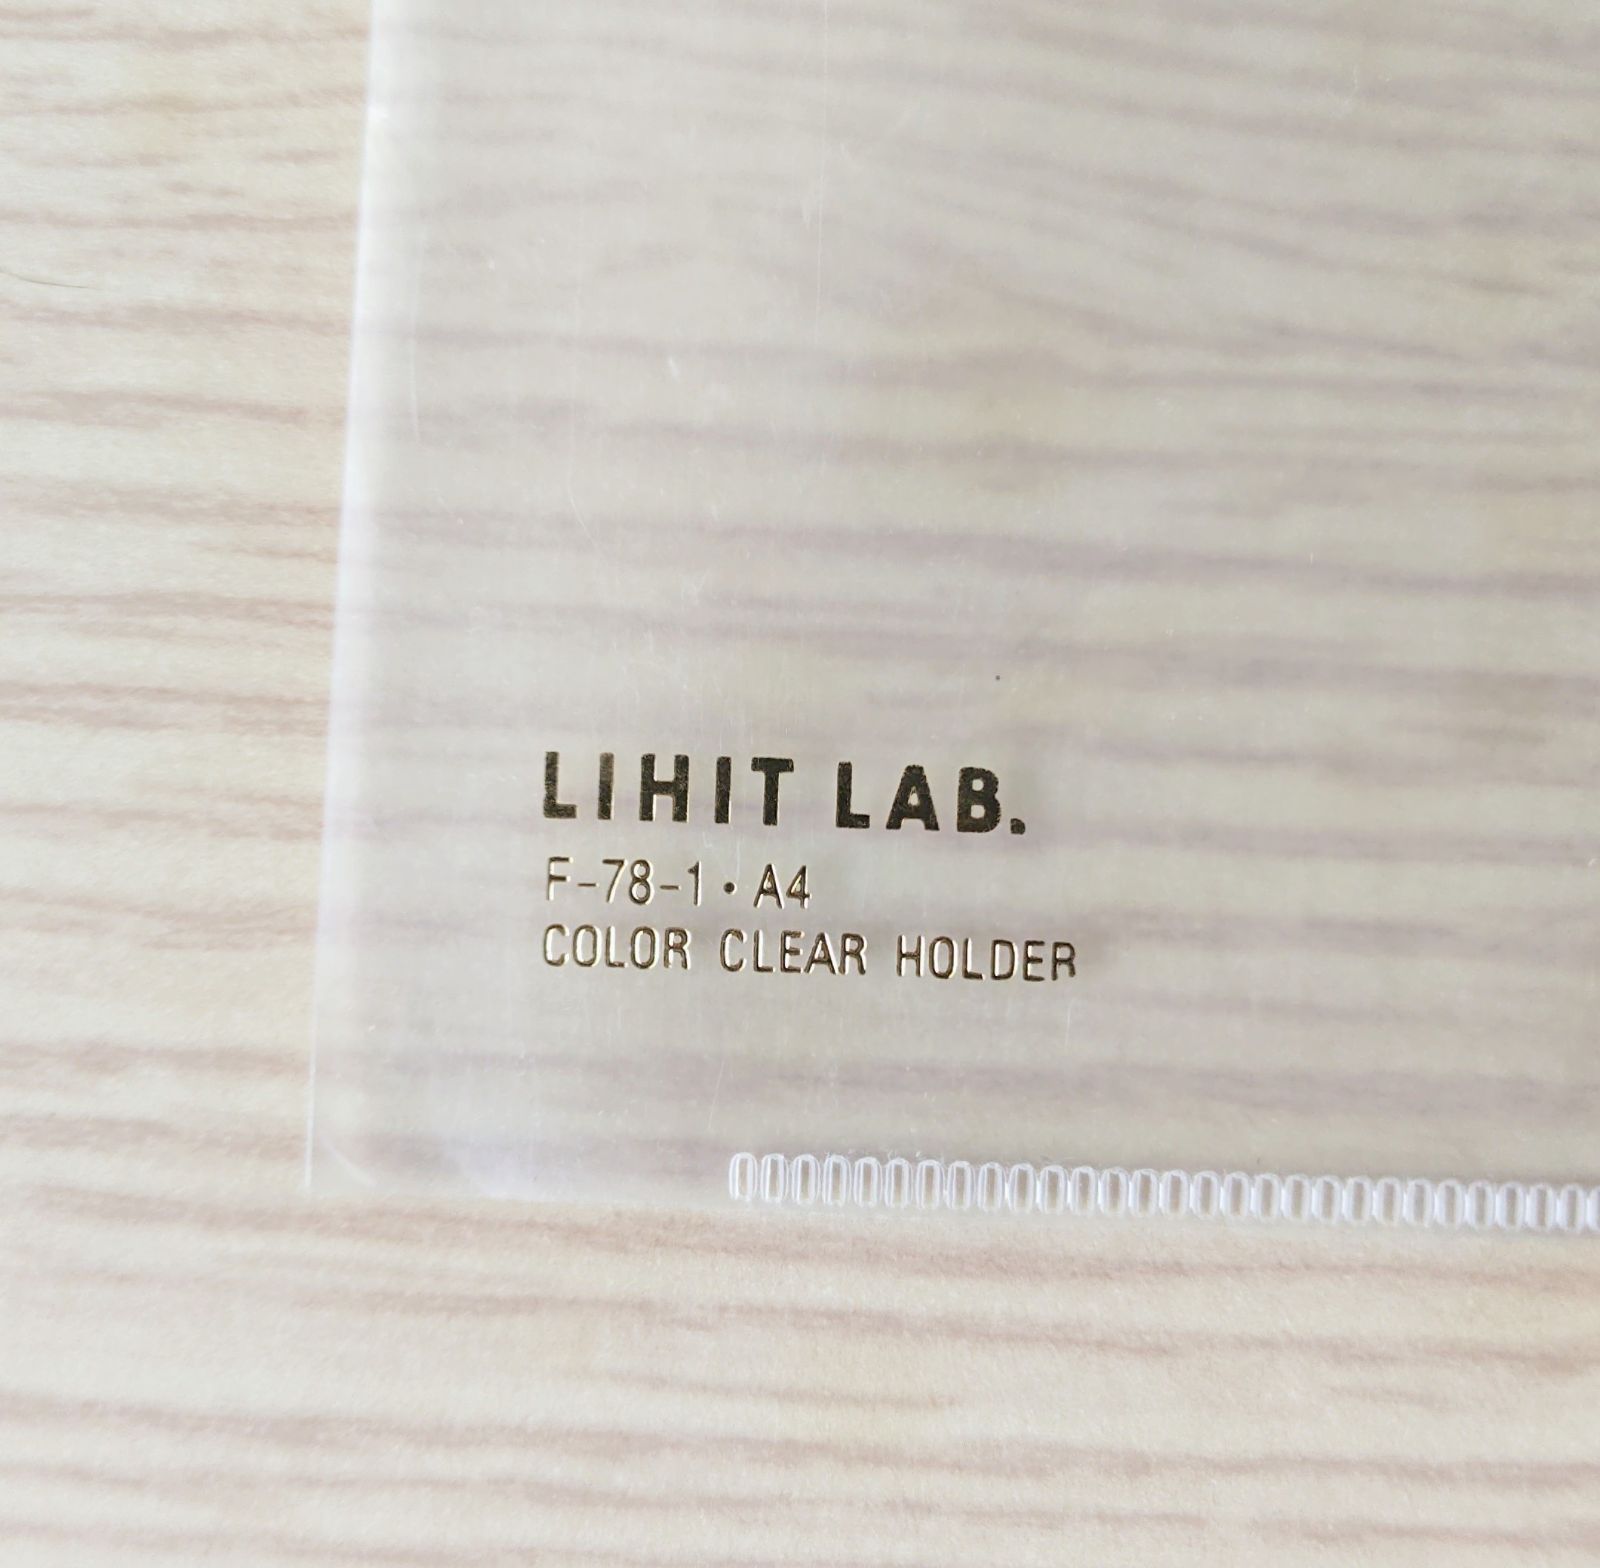 LIHIT LAB.
F-78-1・A4
COLOR CLEAR HOLDER